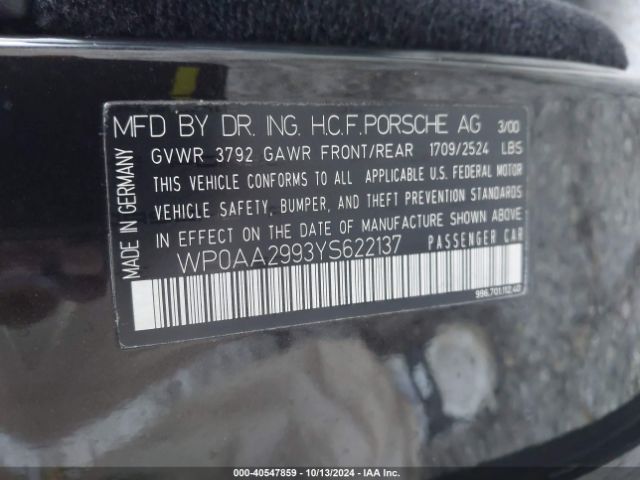 MFD BY DR. ING. H.C.F.PORSCHE AG 3/00
GVWR 3792 GAWR FRONT/REAR 1709/2524 LBS
THIS VEHICLE CONFORMS TO ALL APPLICABLE U.S. FEDERAL MOTOR
VEHICLE SAFETY, BUMPER, AND THEFT PREVENTION STANDARDS
IN EFFECT ON THE DATE OF MANUFACTURE SHOWN ABOVE
WP0AA2993YS622137 PASSENGER CAR
MADE IN GERMANY
996.701.112.40
000-40547859 | 10/13/2024 | IAA Inc.